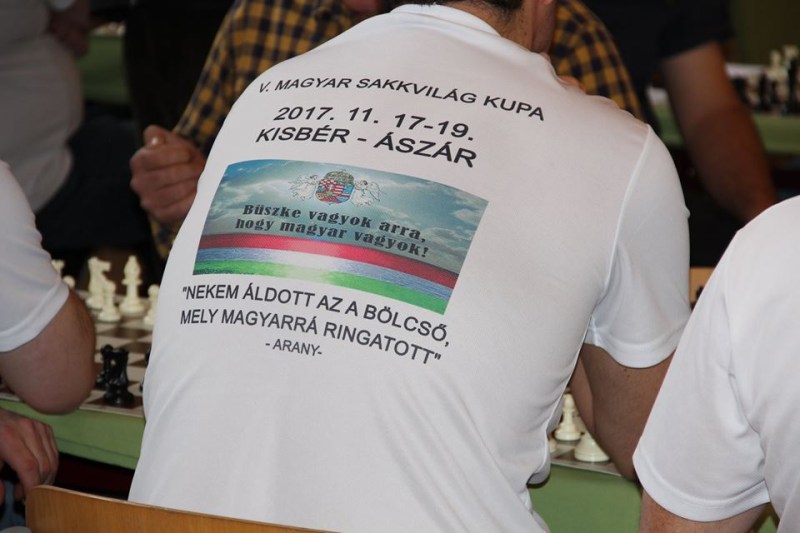 V. MAGYAR SAKKVILÁG KUPA
2017. 11. 17-19.
KISBÉR - ÁSZÁR
Büszke vagyok arra,
hogy magyar vagyok!
"NEKEM ÁLDOTT AZ A BÖLCSŐ,
MELY MAGYARRÁ RINGATOTT"
- ARANY-